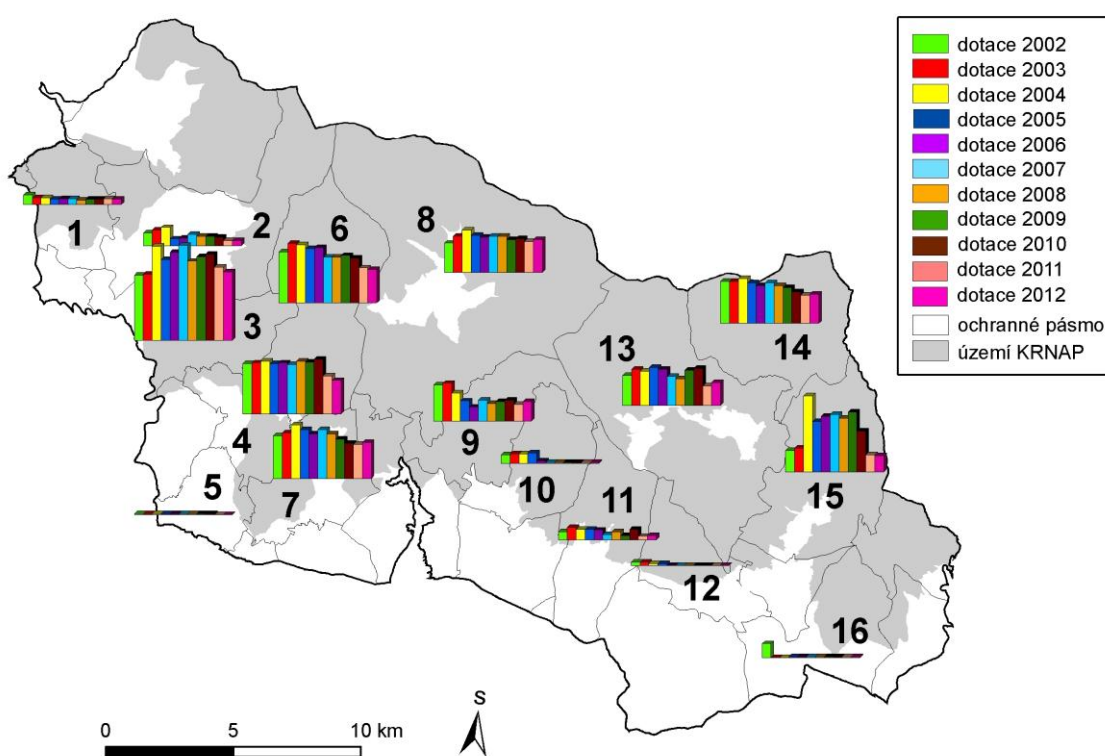 dotace 2002
dotace 2003
dotace 2004
dotace 2005
dotace 2006
dotace 2007
dotace 2008
dotace 2009
dotace 2010
dotace 2011
dotace 2012
ochranné pásmo
území KRNAP
1
2
6
8
3
14
13
4
9
7
5
10
11
15
12
16
S
0 5 10 km